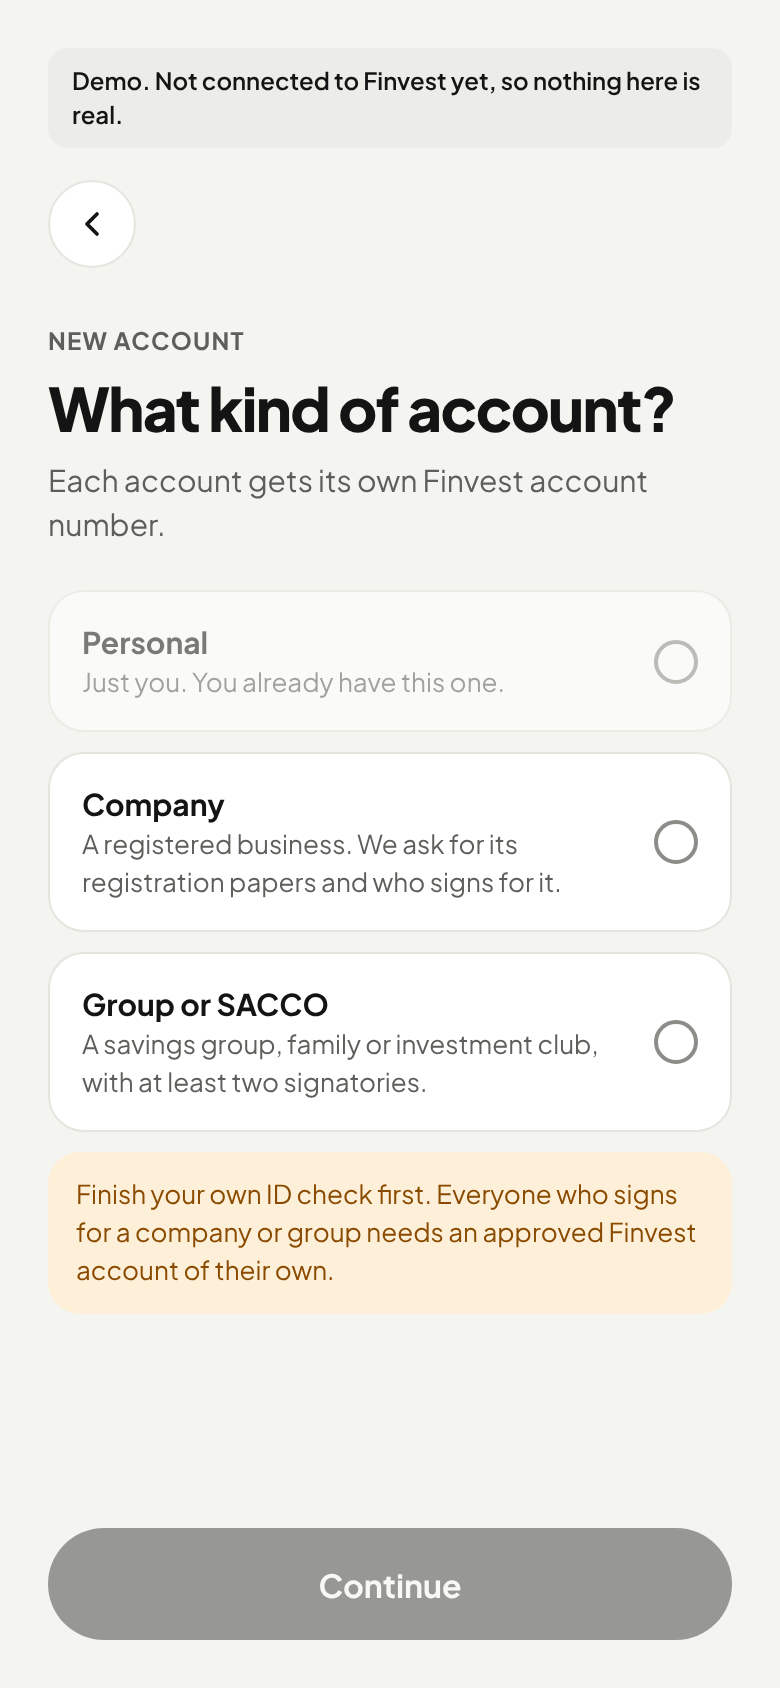 Demo. Not connected to Finvest yet, so nothing here is
real.
NEW ACCOUNT
What kind of account?
Each account gets its own Finvest account
number.
Personal
Just you. You already have this one.
Company
A registered business. We ask for its
registration papers and who signs for it.
Group or SACCO
A savings group, family or investment club,
with at least two signatories.
Finish your own ID check first. Everyone who signs
for a company or group needs an approved Finvest
account of their own.
Continue